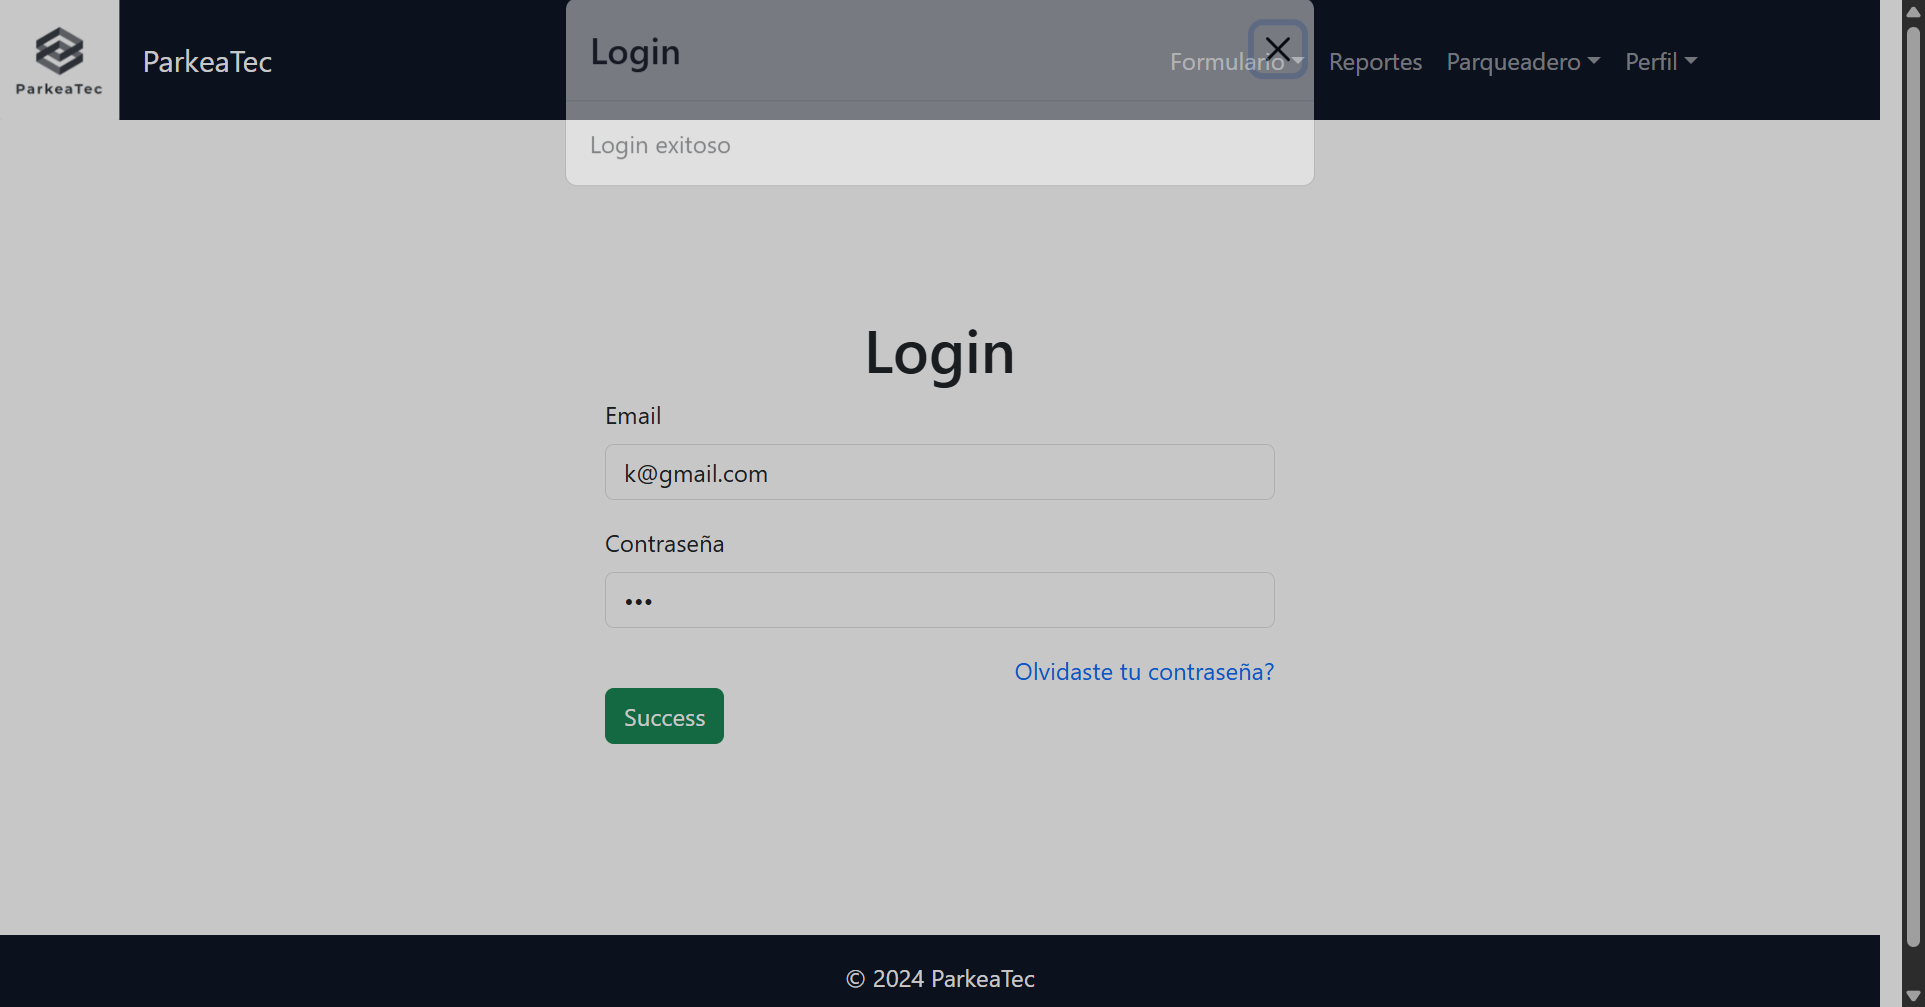 ParkeaTec
ParkeaTec
Login
Formulario Reportes Parqueadero Perfil
Login exitoso
Login
Email
k@gmail.com
Contraseña
•••
Olvidaste tu contraseña?
Success
© 2024 ParkeaTec